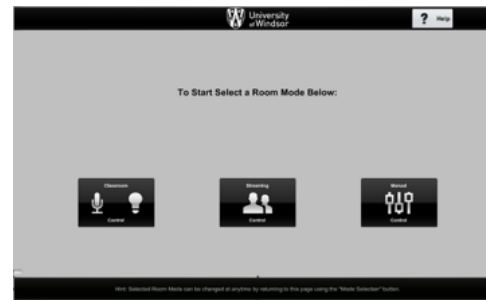 University
of Windsor
? Help
To Start Select a Room Mode Below:
Classroom
Control
Streaming
Control
Manual
Control
Hint: Selected Room Mode can be changed at anytime by returning to this page using the "Mode Selection" button.